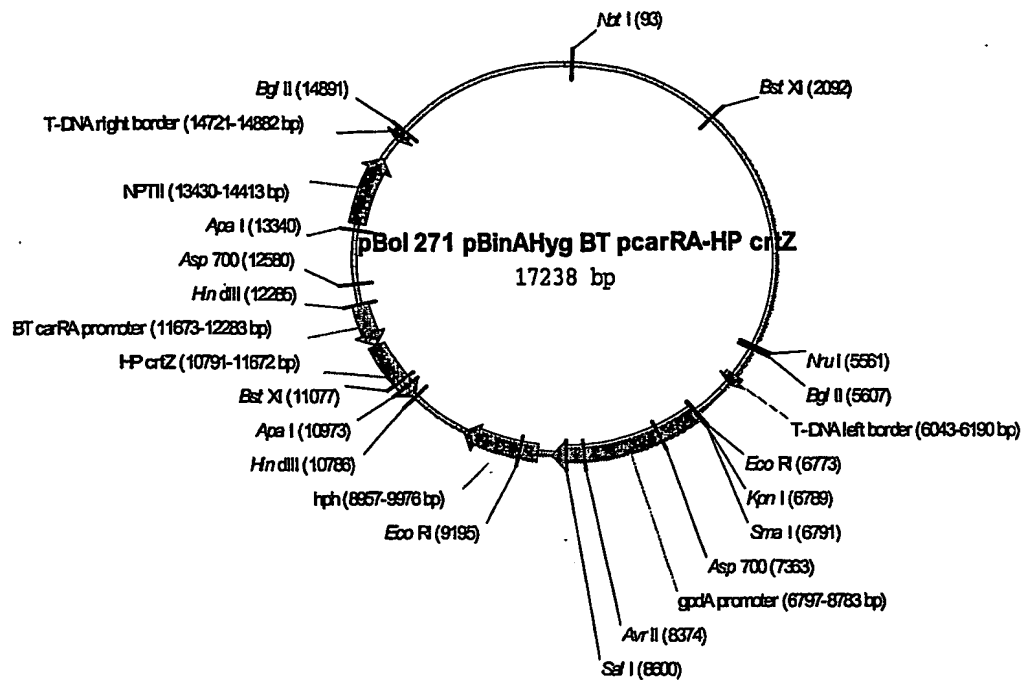 Not I (93)
Bgl II (14891)
Bst XI (2092)
T-DNA right border (14721-14882 bp)
NPTII (13430-14413 bp)
Apa I (13340)
pBol 271 pBinAHyg BT pcarRA-HP crtZ
17238 bp
Asp 700 (12580)
Hin dIII (12285)
BT carRA promoter (11673-12283 bp)
HP crtZ (10791-11672 bp)
Bst XI (11077)
Apa I (10973)
Hin dIII (10786)
hph (8957-9976 bp)
Eco RI (9195)
Nru I (5561)
Bgl II (5607)
T-DNA left border (6043-6190 bp)
Eco RI (6773)
Kpn I (6789)
Sma I (6791)
Asp 700 (7363)
gpdA promoter (6797-8783 bp)
Avr II (8374)
Sal I (8600)